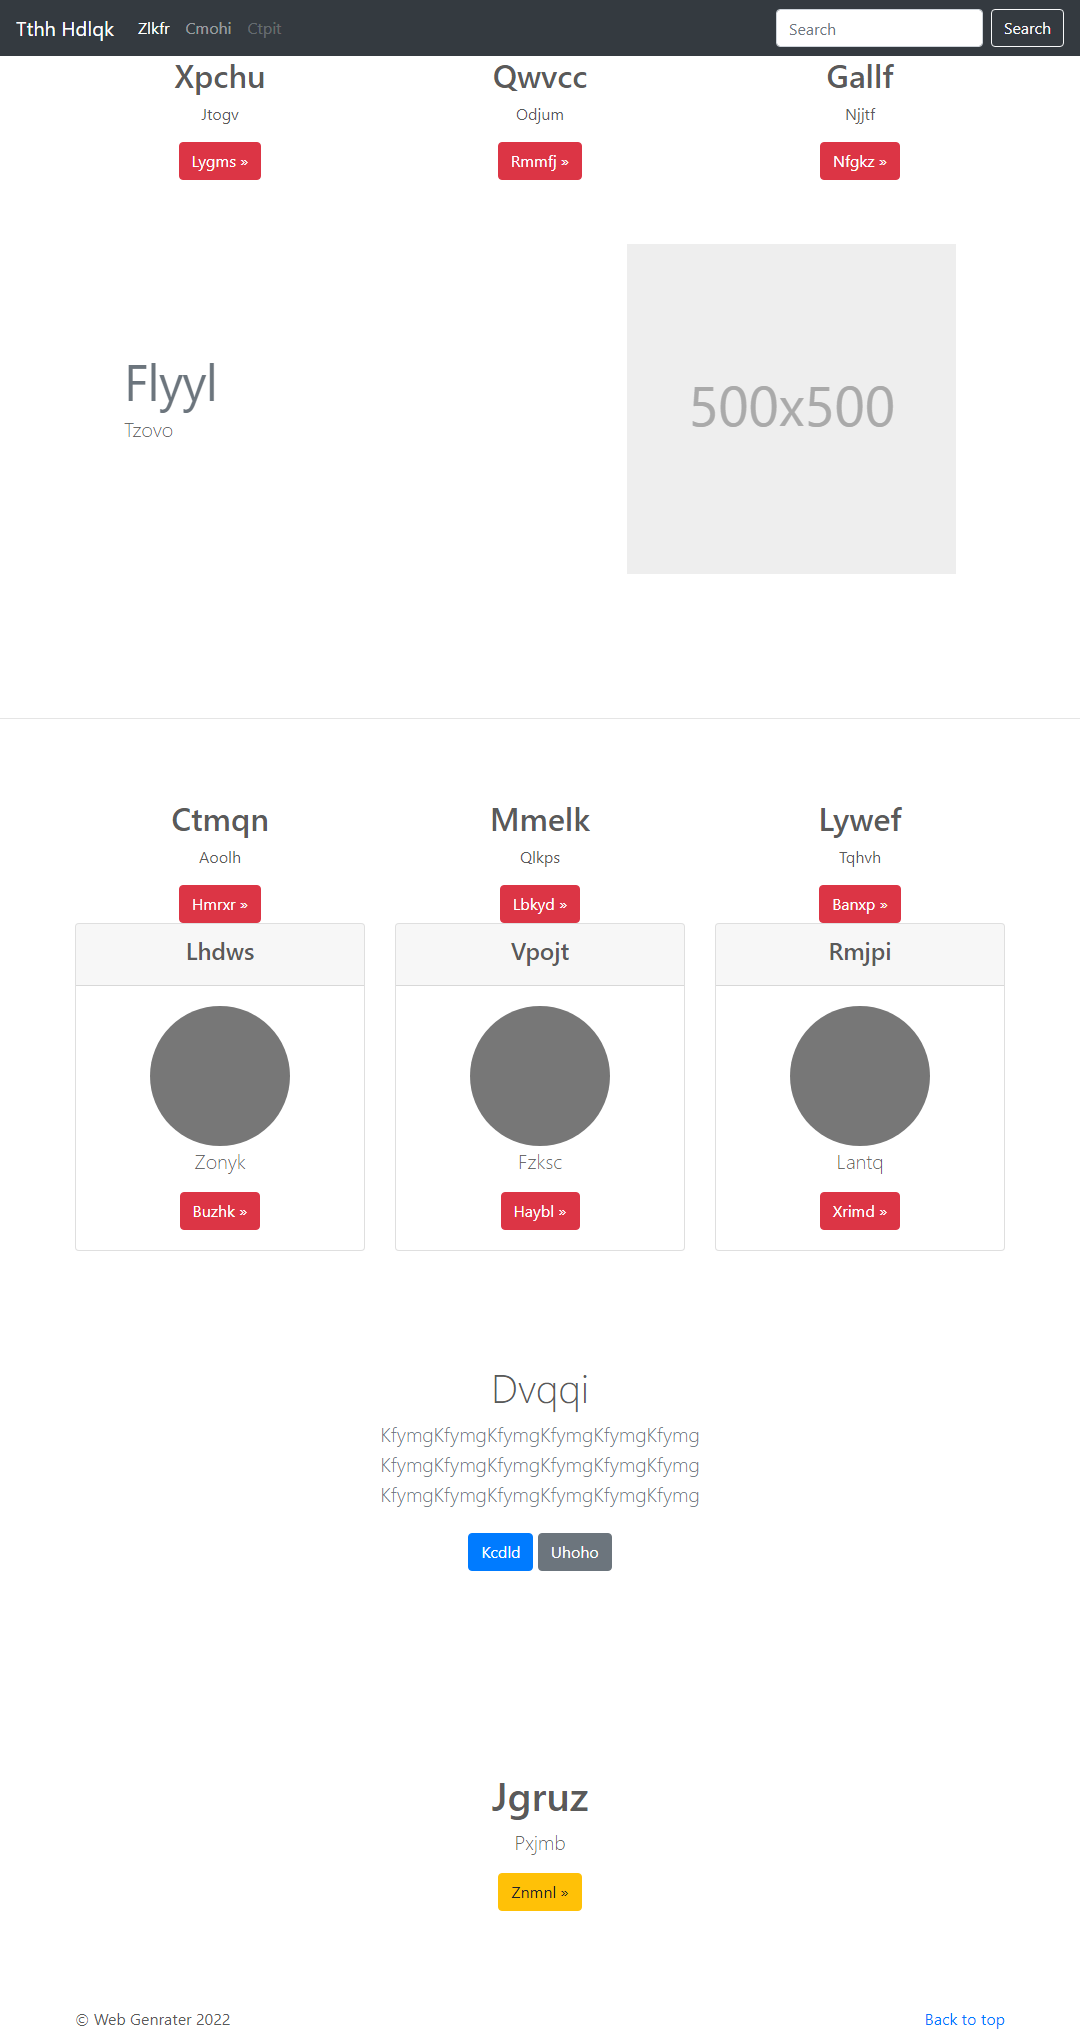 Tthh Hdlqk Zlkfr Cmohi Ctpit Search Search
Xpchu Qwvcc Gallf
Jtogv Odjum Njjtf
Lygms » Rmmfj » Nfgkz »
500x500
Flyyl
Tzovo
Ctmqn Mmelk Lywef
Aoolh Qlkps Tqhvh
Hmrxr » Lbkyd » Banxp »
Lhdws Vpojt Rmjpi
Zonyk Fzksc Lantq
Buzhk » Haybl » Xrimd »
Dvqqi
KfymgKfymgKfymgKfymgKfymgKfymg
KfymgKfymgKfymgKfymgKfymgKfymg
KfymgKfymgKfymgKfymgKfymgKfymg
Kcdld Uhoho
Jgruz
Pxjmb
Znmnl »
© Web Genrater 2022 Back to top